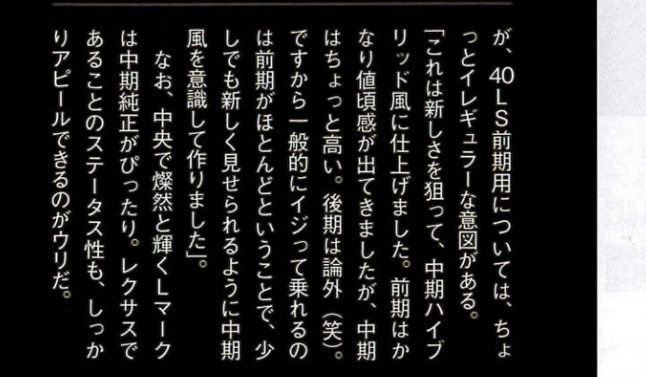 が、40LS前期用については、ちょ
っとイレギュラーな意図がある。
「これは新しさを狙って、中期ハイブ
リッド風に仕上げました。前期はか
なり値頃感が出てきましたが、中期
はちょっと高い。後期は論外（笑）。
ですから一般的にイジって乗れるの
は前期がほとんどということで、少
しでも新しく見せられるように中期
風を意識して作りました」。
なお、中央で燦然と輝くLマーク
は中期純正がぴったり。レクサスで
あることのステータス性も、しっか
りアピールできるのがウリだ。